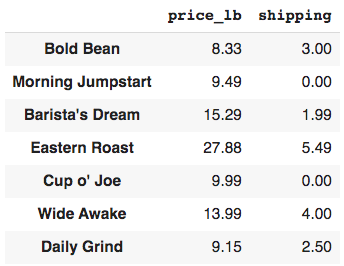 price_lb shipping
Bold Bean 8.33 3.00
Morning Jumpstart 9.49 0.00
Barista's Dream 15.29 1.99
Eastern Roast 27.88 5.49
Cup o' Joe 9.99 0.00
Wide Awake 13.99 4.00
Daily Grind 9.15 2.50